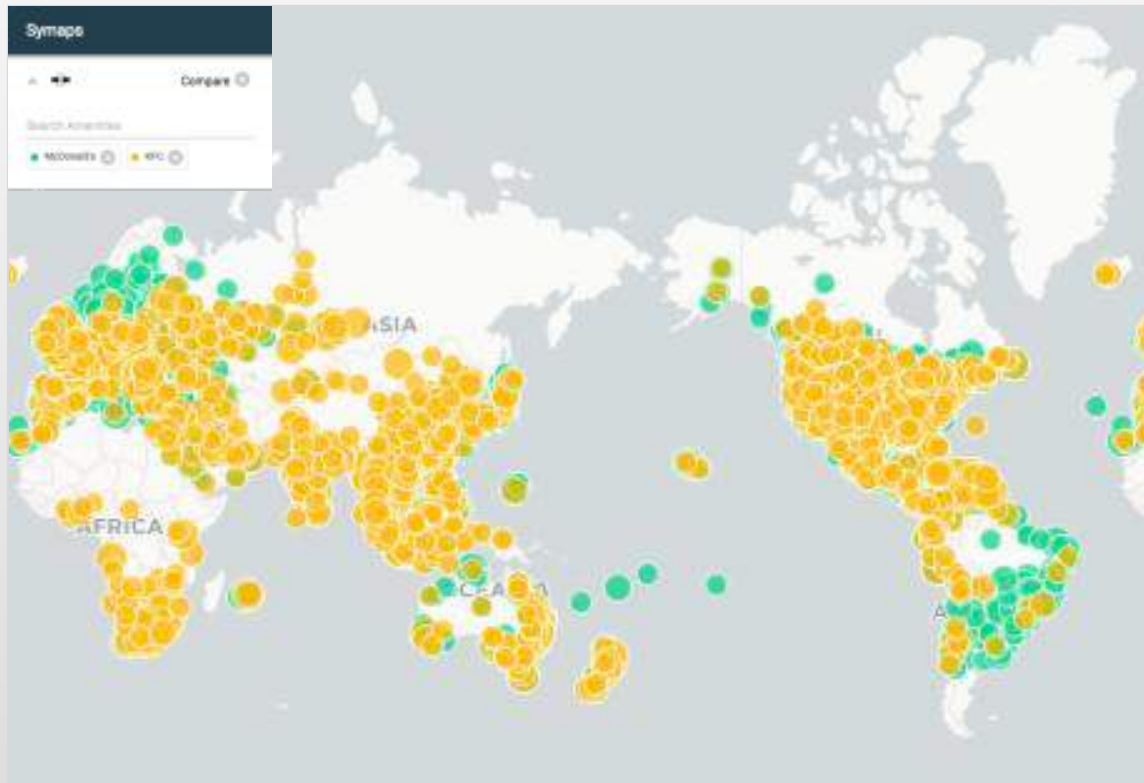 Symaps
Compare
Search Amenities
McDonald's
KFC
ASIA
AFRICA